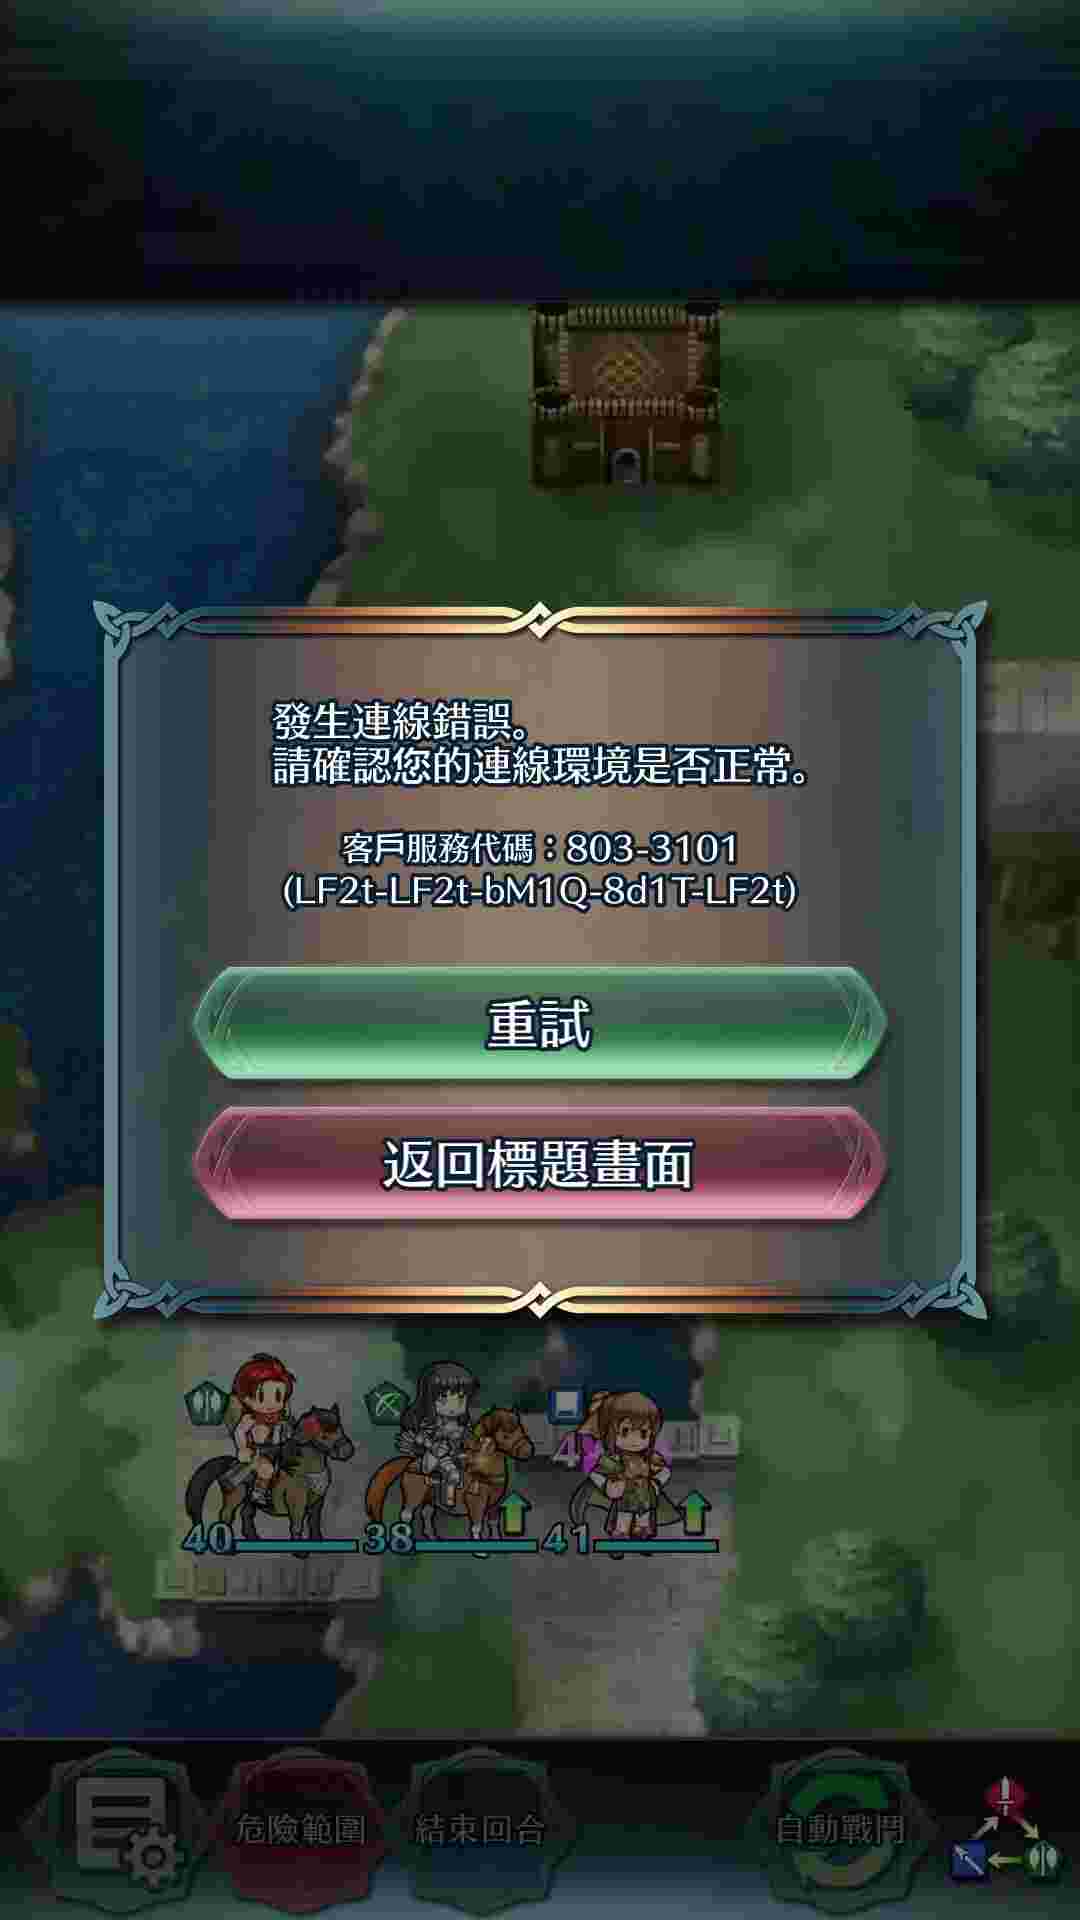 發生連線錯誤。
請確認您的連線環境是否正常。
客戶服務代碼：803-3101
(LF2t-LF2t-bM1Q-8d1T-LF2t)
重試
返回標題畫面
40
38
41
危險範圍
結束回合
自動戰鬥